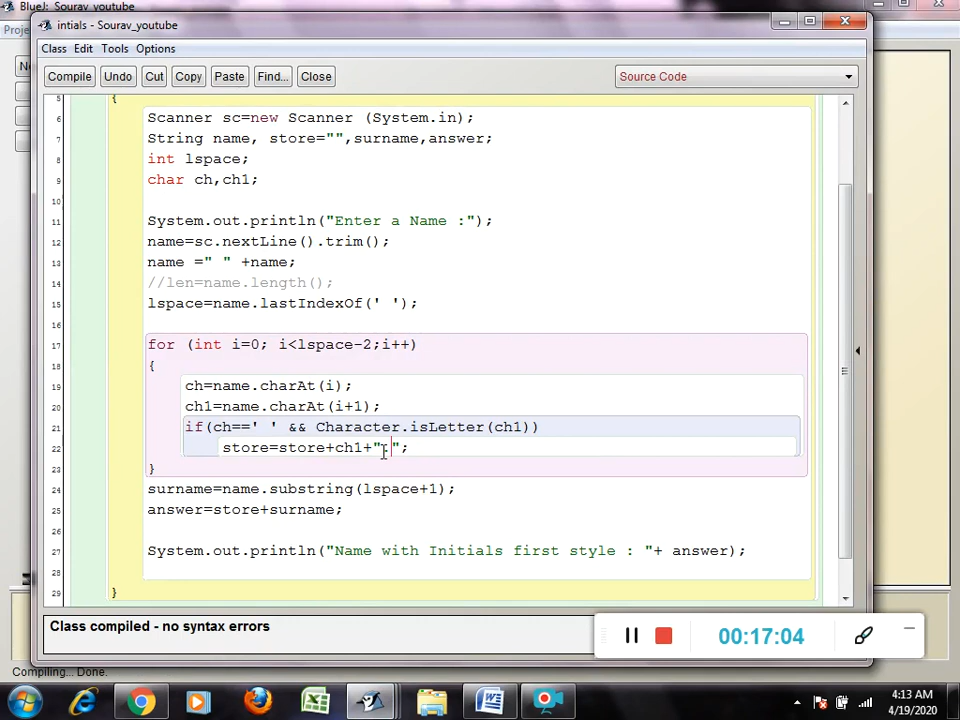 BlueJ: Sourav_youtube
intials - Sourav_youtube
Class Edit Tools Options
Compile Undo Cut Copy Paste Find... Close Source Code
5 {
6 Scanner sc=new Scanner (System.in);
7 String name, store="",surname,answer;
8 int lspace;
9 char ch,ch1;
10
11 System.out.println("Enter a Name :");
12 name=sc.nextLine().trim();
13 name =" " +name;
14 //len=name.length();
15 lspace=name.lastIndexOf(' ');
16
17 for (int i=0; i<lspace-2;i++)
18 {
19 ch=name.charAt(i);
20 ch1=name.charAt(i+1);
21 if(ch==' ' && Character.isLetter(ch1))
22 store=store+ch1+".";
23 }
24 surname=name.substring(lspace+1);
25 answer=store+surname;
26
27 System.out.println("Name with Initials first style : "+ answer);
28
29 }
Class compiled - no syntax errors
00:17:04
Compiling... Done.
4:13 AM
4/19/2020